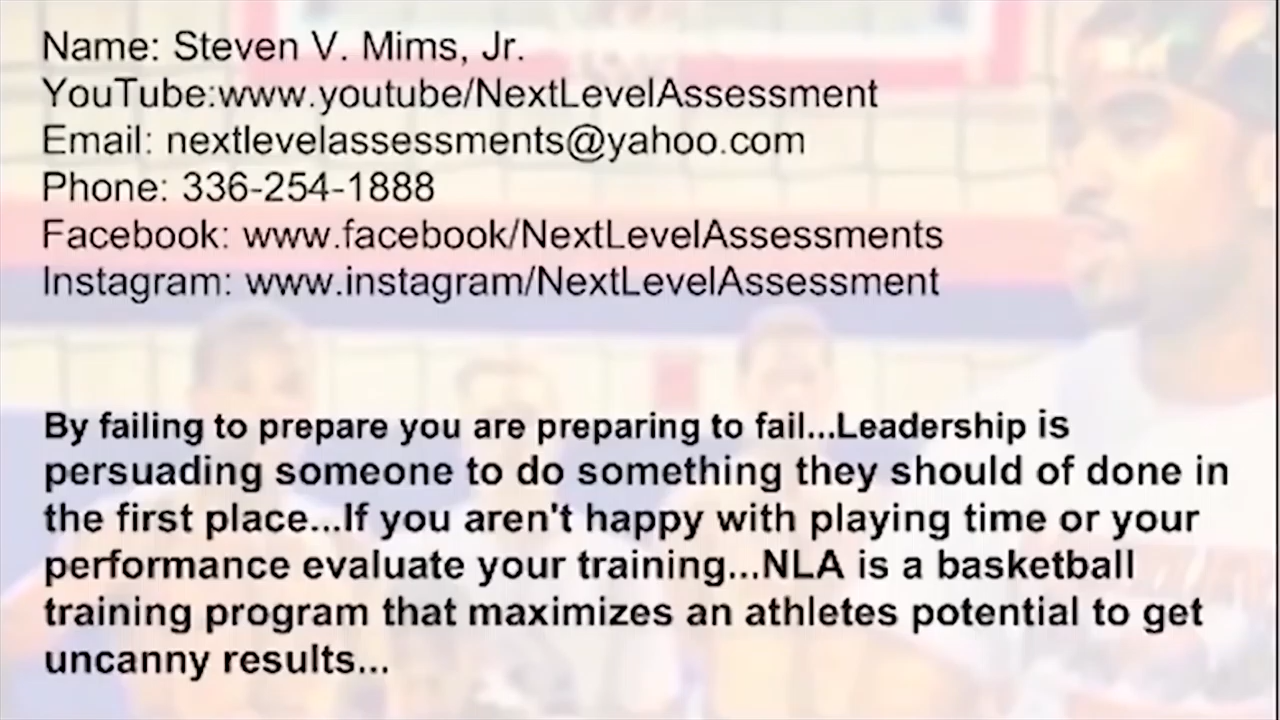 Name: Steven V. Mims, Jr.
YouTube:www.youtube/NextLevelAssessment
Email: nextlevelassessments@yahoo.com
Phone: 336-254-1888
Facebook: www.facebook/NextLevelAssessments
Instagram: www.instagram/NextLevelAssessment
By failing to prepare you are preparing to fail...Leadership is
persuading someone to do something they should of done in
the first place...If you aren't happy with playing time or your
performance evaluate your training...NLA is a basketball
training program that maximizes an athletes potential to get
uncanny results...